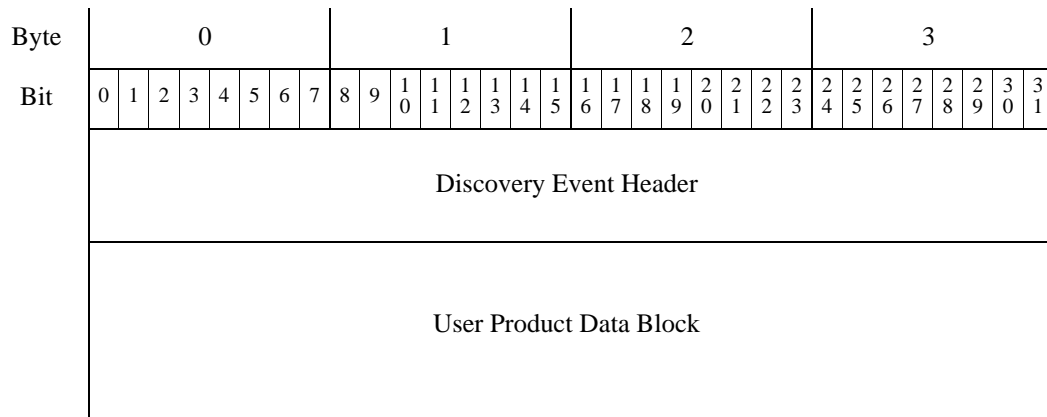 Byte 0 1 2 3
Bit 0 1 2 3 4 5 6 7 8 9 10 11 12 13 14 15 16 17 18 19 20 21 22 23 24 25 26 27 28 29 30 31
Discovery Event Header
User Product Data Block